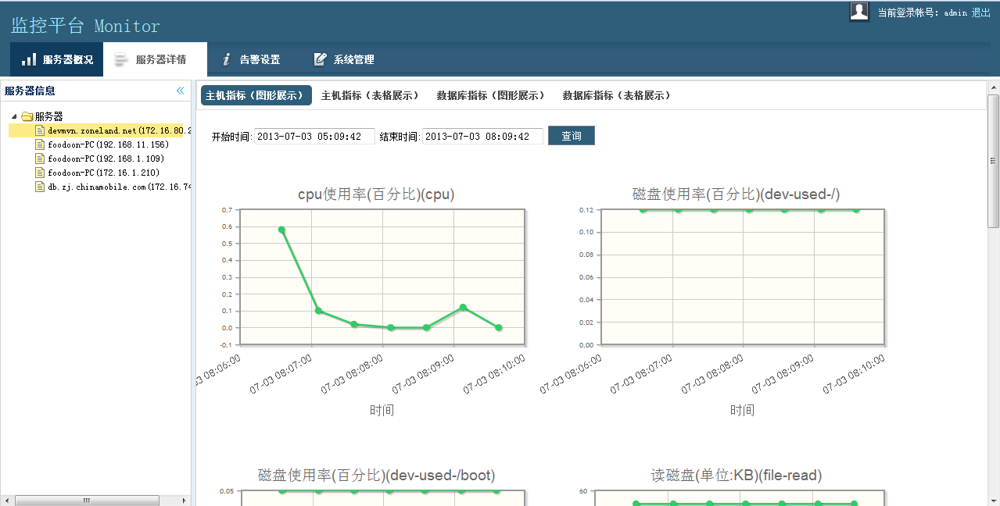 监控平台 Monitor
当前登录帐号: admin 退出
服务器概况 服务器详情 告警设置 系统管理
服务器信息
主机指标（图形展示） 主机指标（表格展示） 数据库指标（图形展示） 数据库指标（表格展示）
服务器
devmvn.zoneland.net(172.16.80.2
foodoon-PC(192.168.11.156)
foodoon-PC(192.168.1.109)
foodoon-PC(172.16.1.210)
db.zj.chinamobile.com(172.16.74
开始时间: 2013-07-03 05:09:42 结束时间: 2013-07-03 08:09:42 查询
cpu使用率(百分比)(cpu)
0.7
0.6
0.5
0.4
0.3
0.2
0.1
0.0
-0.1
3 08:06:00 07-03 08:07:00 07-03 08:08:00 07-03 08:09:00 07-03 08:10:00
时间
磁盘使用率(百分比)(dev-used-/)
0.12
0.10
0.08
0.06
0.04
0.02
0.00
07-03 08:06:00 07-03 08:07:00 07-03 08:08:00 07-03 08:09:00 07-03 08:10:00
时间
磁盘使用率(百分比)(dev-used-/boot)
0.05
读磁盘(单位:KB)(file-read)
60